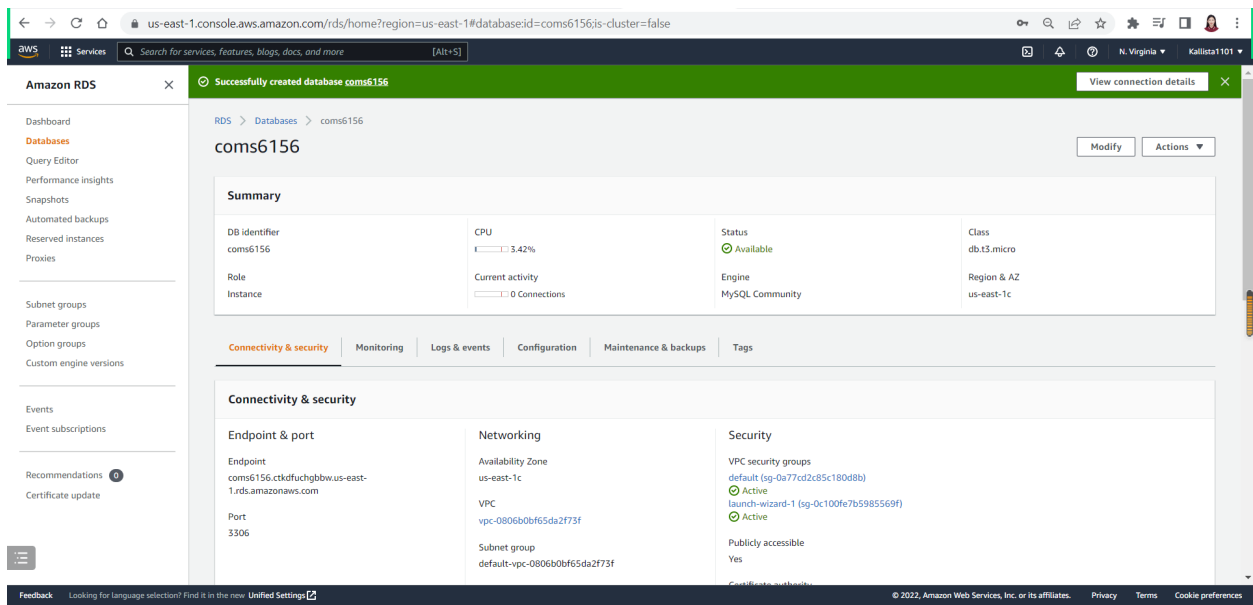 us-east-1.console.aws.amazon.com/rds/home?region=us-east-1#database:id=coms6156;is-cluster=false
aws Services Search for services, features, blogs, docs, and more [Alt+S] N. Virginia ▼ Kallista1101 ▼
Amazon RDS
Successfully created database coms6156
View connection details
Dashboard
Databases
Query Editor
Performance insights
Snapshots
Automated backups
Reserved instances
Proxies
Subnet groups
Parameter groups
Option groups
Custom engine versions
Events
Event subscriptions
Recommendations 0
Certificate update
RDS > Databases > coms6156
coms6156
Modify Actions ▼
Summary
DB identifier
coms6156
CPU
3.42%
Status
Available
Class
db.t3.micro
Role
Instance
Current activity
0 Connections
Engine
MySQL Community
Region & AZ
us-east-1c
Connectivity & security Monitoring Logs & events Configuration Maintenance & backups Tags
Connectivity & security
Endpoint & port
Endpoint
coms6156.ctkdfuchgbbw.us-east-
1.rds.amazonaws.com
Port
3306
Networking
Availability Zone
us-east-1c
VPC
vpc-0806b0bf65da2f73f
Subnet group
default-vpc-0806b0bf65da2f73f
Security
VPC security groups
default (sg-0a77cd2c85c180d8b)
Active
launch-wizard-1 (sg-0c100fe7b5985569f)
Active
Publicly accessible
Yes
Certificate authority
Feedback Looking for language selection? Find it in the new Unified Settings © 2022, Amazon Web Services, Inc. or its affiliates. Privacy Terms Cookie preferences